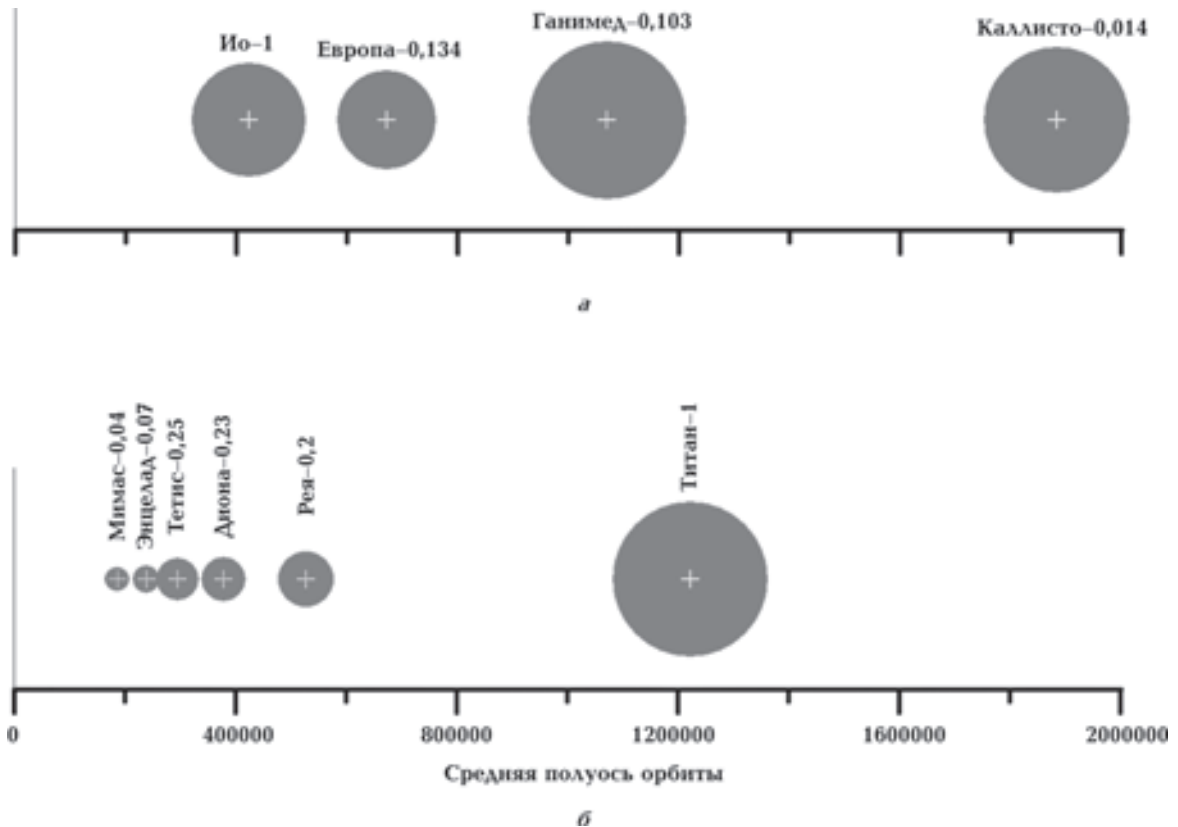 Ио–1
Европа–0,134
Ганимед–0,103
Каллисто–0,014
а
Мимас–0,04
Энцелад–0,07
Тетис–0,25
Диона–0,23
Рея–0,2
Титан–1
0 400000 800000 1200000 1600000 2000000
Средняя полуось орбиты
б